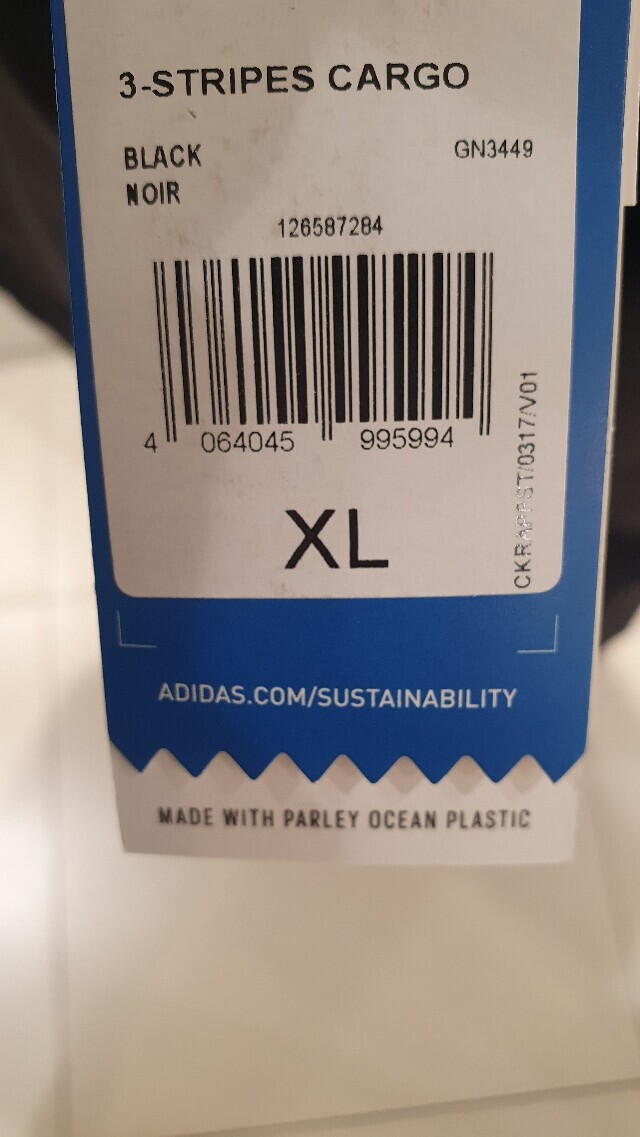 3-STRIPES CARGO
BLACK GN3449
NOIR
126587284
4 064045 995994
XL
CKRAPPST/0317/V01
ADIDAS.COM/SUSTAINABILITY
MADE WITH PARLEY OCEAN PLASTIC